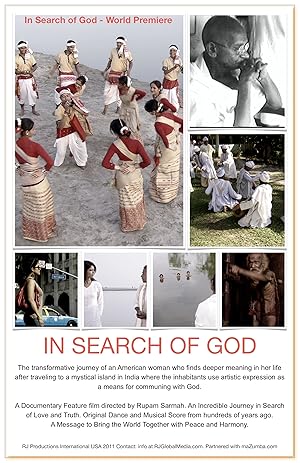 In Search of God - World Premiere
IN SEARCH OF GOD
The transformative journey of an American woman who finds deeper meaning in her life
after traveling to a mystical island in India where the inhabitants use artistic expression as
a means for communing with God.
A Documentary Feature film directed by Rupam Sarmah. An Incredible Journey in Search
of Love and Truth. Original Dance and Musical Score from hundreds of years ago.
A Message to Bring the World Together with Peace and Harmony.
RJ Productions International USA 2011 Contact: info at RJGlobalMedia.com. Partnered with maZumba.com